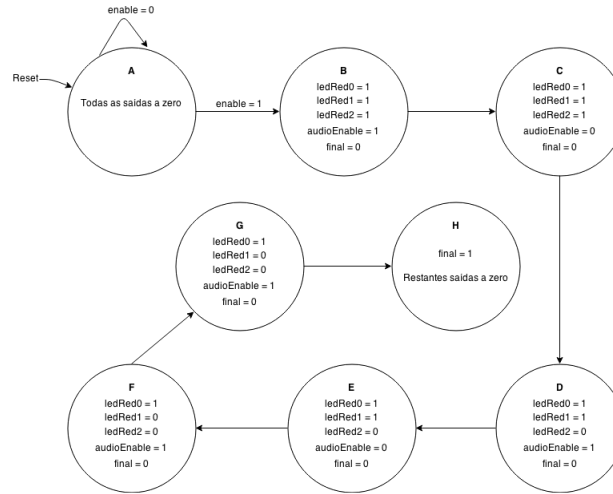 enable = 0
Reset
A
Todas as saidas a zero
enable = 1
B
ledRed0 = 1
ledRed1 = 1
ledRed2 = 1
audioEnable = 1
final = 0
C
ledRed0 = 1
ledRed1 = 1
ledRed2 = 1
audioEnable = 0
final = 0
G
ledRed0 = 1
ledRed1 = 0
ledRed2 = 0
audioEnable = 1
final = 0
H
final = 1
Restantes saidas a zero
F
ledRed0 = 1
ledRed1 = 0
ledRed2 = 0
audioEnable = 1
final = 0
E
ledRed0 = 1
ledRed1 = 1
ledRed2 = 0
audioEnable = 0
final = 0
D
ledRed0 = 1
ledRed1 = 1
ledRed2 = 0
audioEnable = 1
final = 0